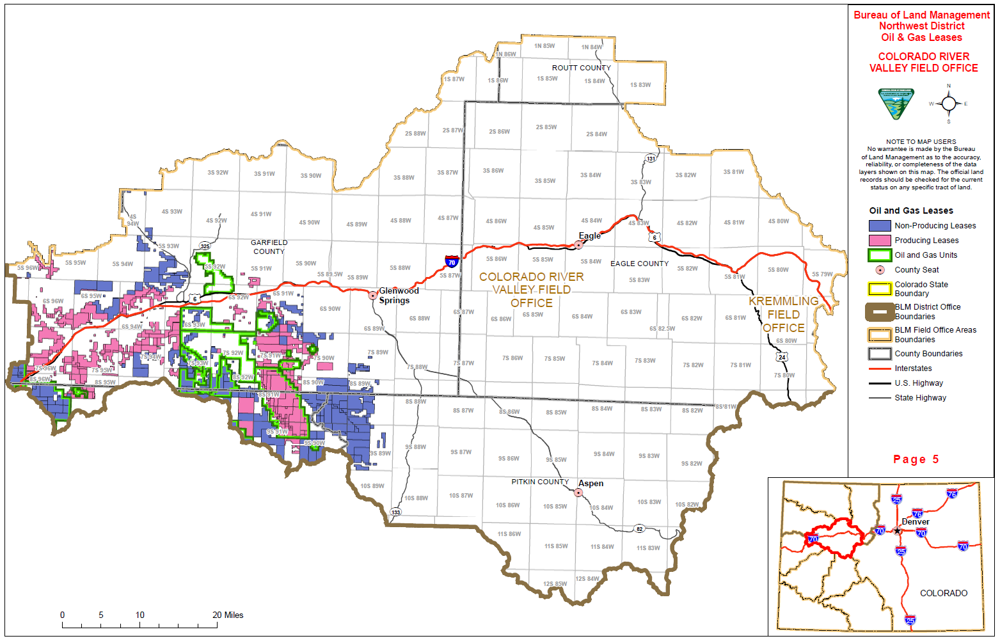 Bureau of Land Management
Northwest District
Oil & Gas Leases
COLORADO RIVER
VALLEY FIELD OFFICE
N
W
E
S
NOTE TO MAP USERS
No warrantee is made by the Bureau
of Land Management as to the accuracy,
reliability, or completeness of the data
layers shown on this map. The official land
records should be checked for the current
status on any specific tract of land.
Oil and Gas Leases
Non-Producing Leases
Producing Leases
Oil and Gas Units
County Seat
Colorado State
Boundary
BLM District Office
Boundaries
BLM Field Office Areas
Boundaries
County Boundaries
Interstates
U.S. Highway
State Highway
Page 5
1N 86W
1N 85W
1N 84W
ROUTT COUNTY
1S 87W
1S 86W
1S 85W
1S 84W
1S 83W
2S 88W
2S 87W
2S 86W
2S 85W
2S 84W
131
3S 92W
3S 91W
3S 90W
3S 88W
3S 87W
3S 86W
3S 85W
3S 84W
3S 83W
3S 82W
3S 81W
4S
94W
4S 93W
4S 92W
4S 91W
4S 90W
4S 89W
4S 88W
4S 87W
4S 86W
4S 85W
4S 84W
4S 83W
4S 82W
4S 81W
4S 80W
Eagle
6
GARFIELD
COUNTY
325
5S 93W
5S 96W
5S 95W
5S 94W
5S 92W
5S 91W
5S 90W
5S 89.5W
5S 89W
5S 88W
5S 87W
70
5S 86W
5S 85W
5S 84W
EAGLE COUNTY
5S 83W
5S 82W
5S 81W
5S 80W
5S 79W
COLORADO RIVER
VALLEY FIELD
OFFICE
KREMMLING
FIELD
OFFICE
Glenwood
Springs
6
6S 96W
6S 95W
6S 94W
6S 93W
6S 92W
6S 91W
6S 90W
6S 89W
6S 88W
6S 87W
6S 86W
6S 85W
6S 84W
6S 83W
6S 82.5W
6S 82W
6S 81W
6S 80W
24
7S 96W
7S 95W
7S 94W
7S 93W
7S 92W
7S 91W
7S 90W
7S 89W
7S 88W
7S 87W
7S 86W
7S 85W
7S 84W
7S 83W
7S 82W
7S 81W
7S 80W
8S 96W
8S 95W
8S 92W
8S 91W
8S 90W
8S 89W
8S 88W
8S 87W
8S 86W
8S 85W
8S 84W
8S 83W
8S 82W
8S 81W
9S 91W
9S 90W
9S 89W
9S 88W
9S 87W
9S 86W
9S 85W
9S 84W
9S 83W
9S 82W
PITKIN COUNTY
Aspen
10S 89W
10S 88W
10S 87W
10S 86W
10S 85W
10S 84W
10S 83W
10S 82W
133
82
11S 86W
11S 85W
11S 84W
11S 83W
12S 85W
12S 84W
0
5
10
20 Miles
25
76
76
Denver
70
70
70
70
25
COLORADO
25